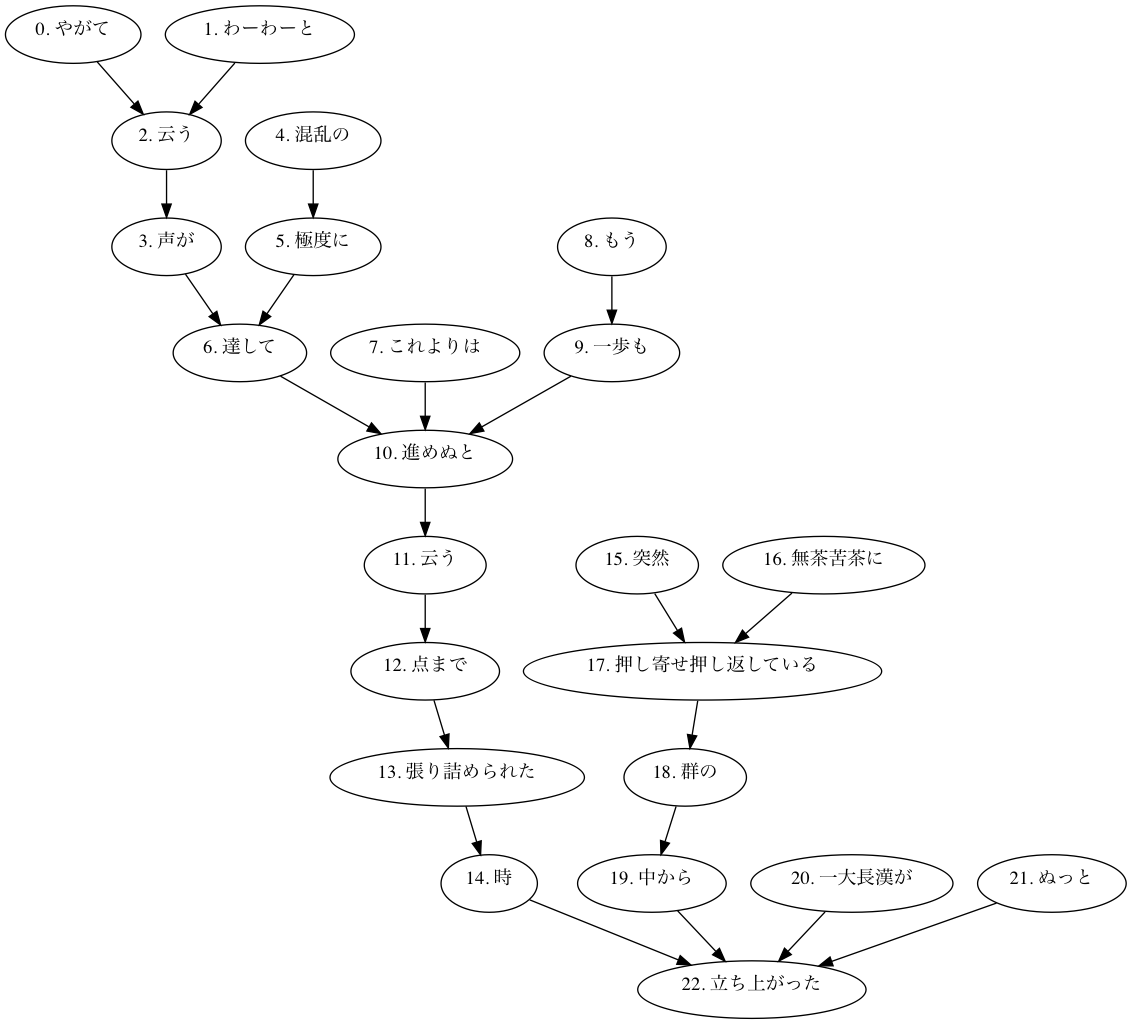 0. やがて
1. わーわーと
2. 云う
4. 混乱の
3. 声が
5. 極度に
8. もう
6. 達して
7. これよりは
9. 一歩も
10. 進めぬと
11. 云う
15. 突然
16. 無茶苦茶に
12. 点まで
17. 押し寄せ押し返している
13. 張り詰められた
18. 群の
14. 時
19. 中から
20. 一大長漢が
21. ぬっと
22. 立ち上がった